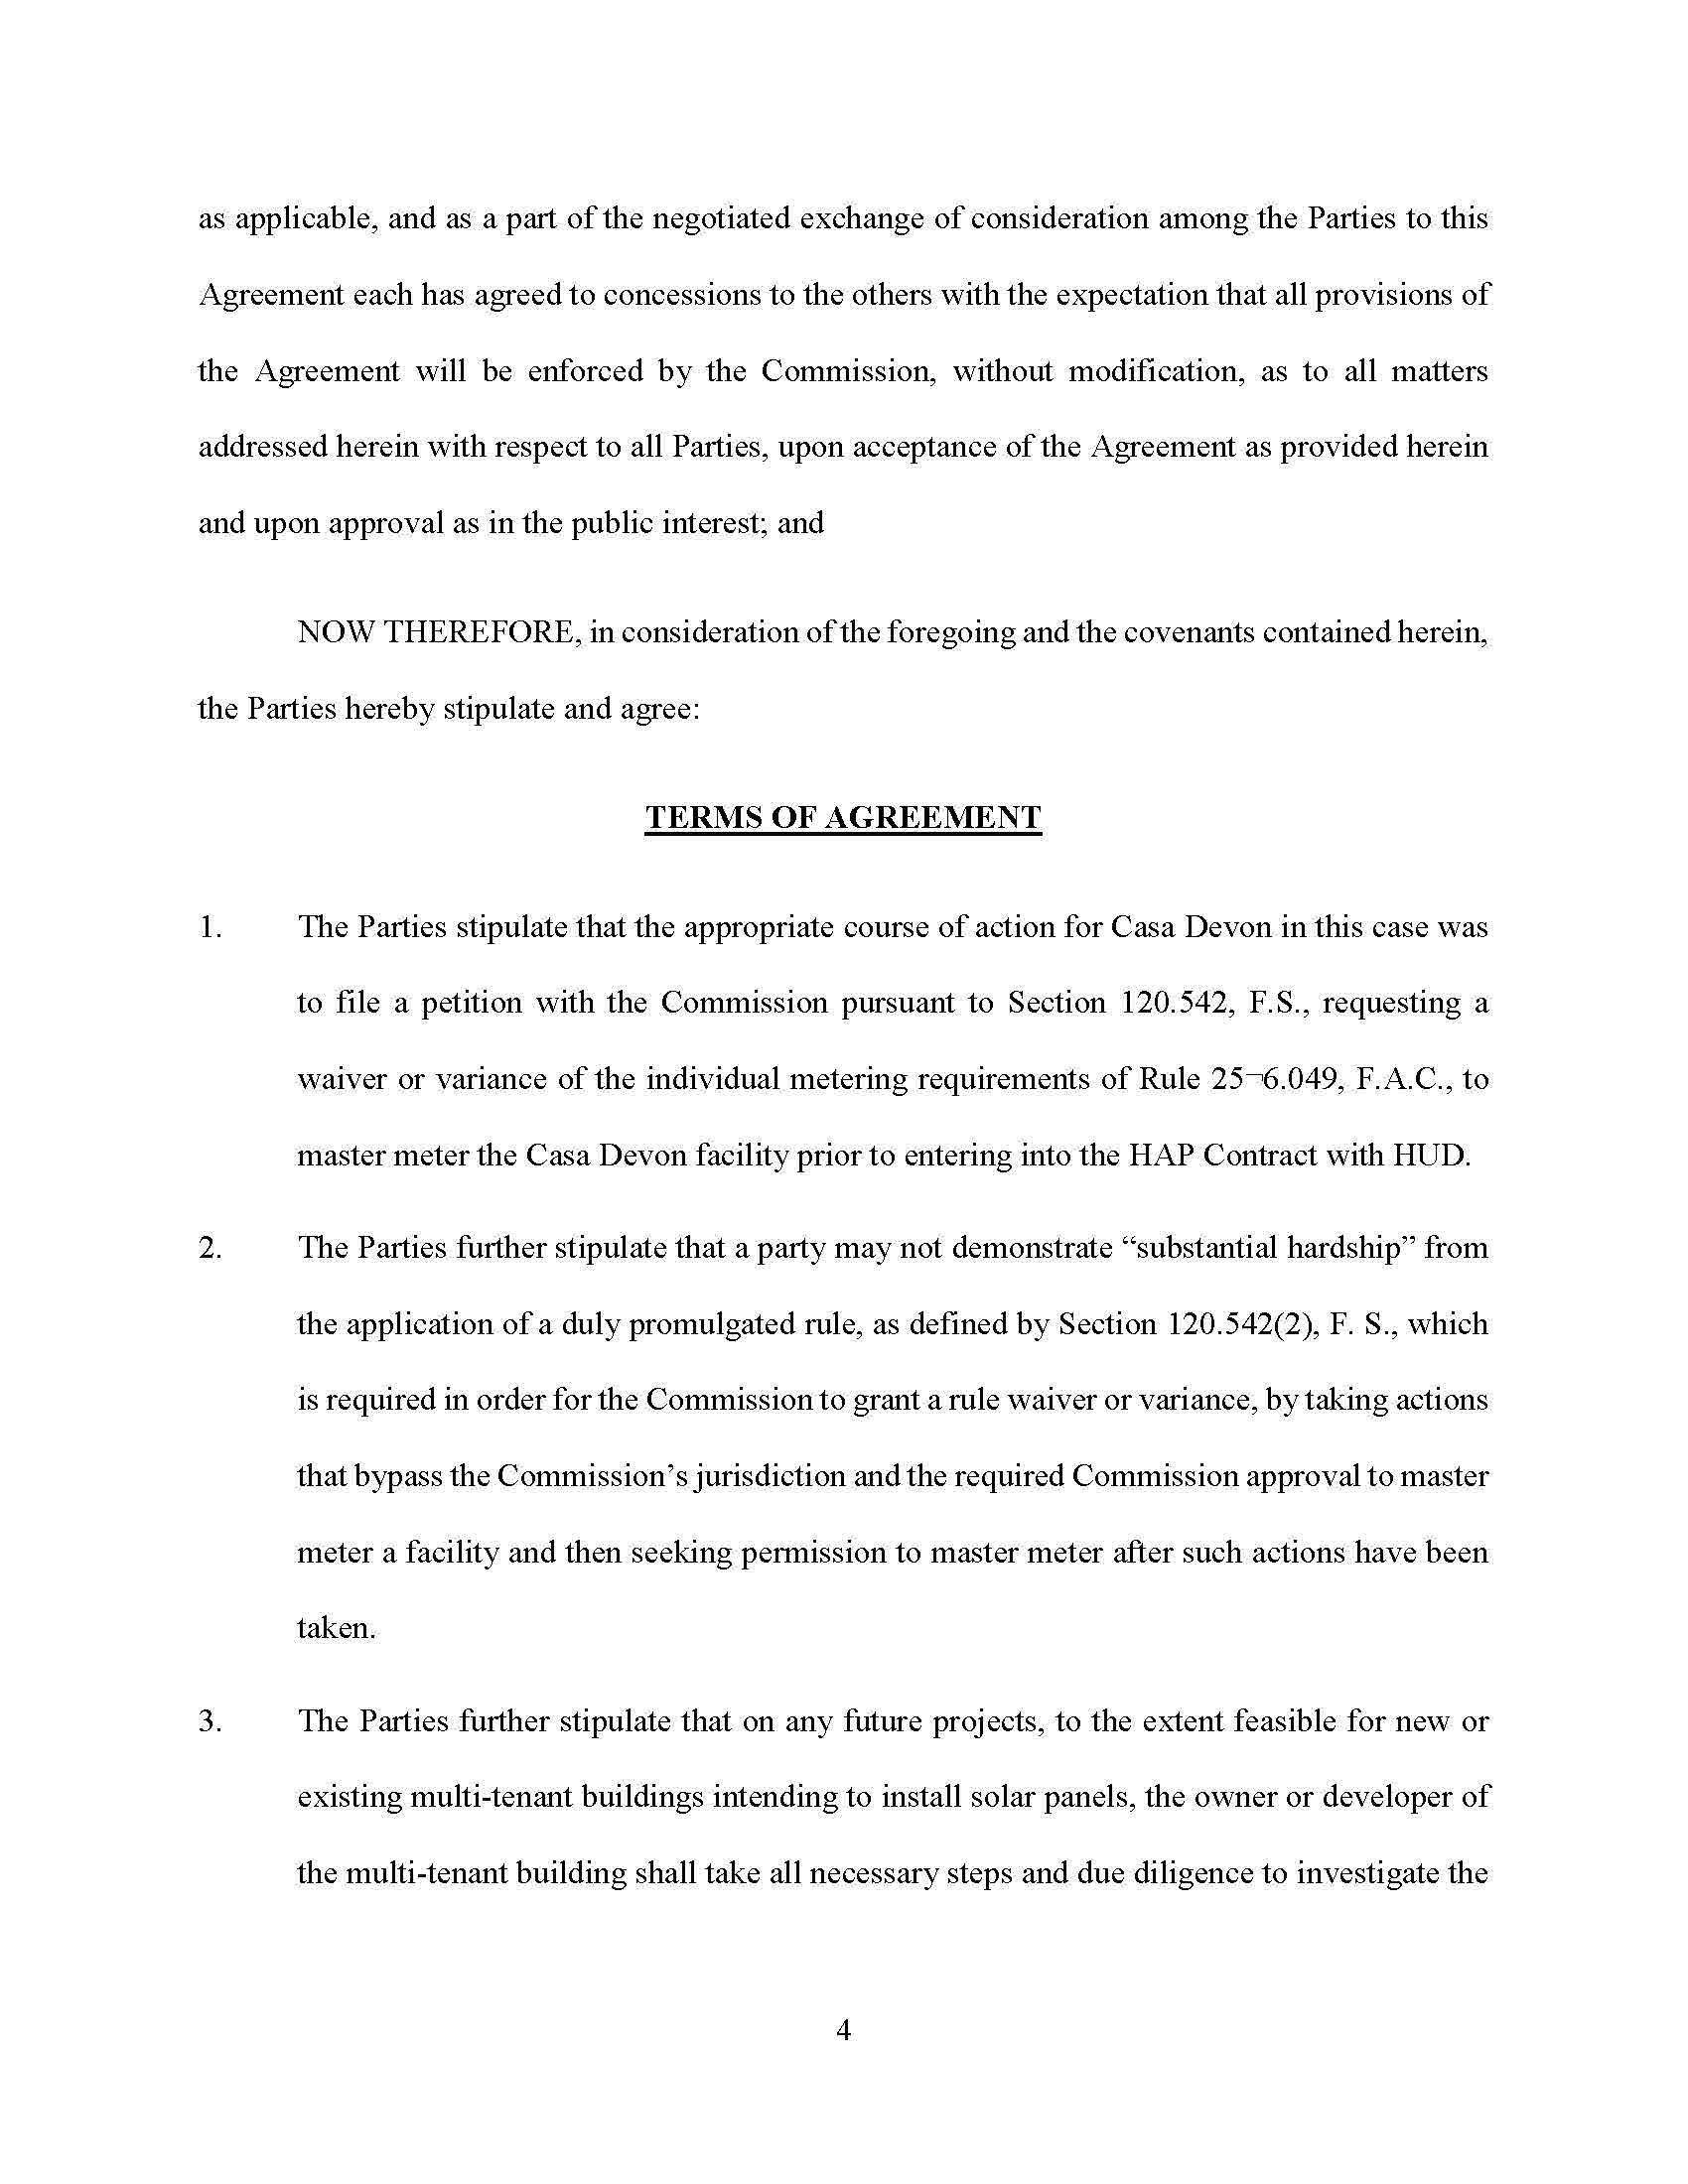 as applicable, and as a part of the negotiated exchange of consideration among the Parties to this
Agreement each has agreed to concessions to the others with the expectation that all provisions of
the Agreement will be enforced by the Commission, without modification, as to all matters
addressed herein with respect to all Parties, upon acceptance of the Agreement as provided herein
and upon approval as in the public interest; and
NOW THEREFORE, in consideration of the foregoing and the covenants contained herein,
the Parties hereby stipulate and agree:
TERMS OF AGREEMENT
1. The Parties stipulate that the appropriate course of action for Casa Devon in this case was
to file a petition with the Commission pursuant to Section 120.542, F.S., requesting a
waiver or variance of the individual metering requirements of Rule 25¬6.049, F.A.C., to
master meter the Casa Devon facility prior to entering into the HAP Contract with HUD.
2. The Parties further stipulate that a party may not demonstrate “substantial hardship” from
the application of a duly promulgated rule, as defined by Section 120.542(2), F. S., which
is required in order for the Commission to grant a rule waiver or variance, by taking actions
that bypass the Commission’s jurisdiction and the required Commission approval to master
meter a facility and then seeking permission to master meter after such actions have been
taken.
3. The Parties further stipulate that on any future projects, to the extent feasible for new or
existing multi-tenant buildings intending to install solar panels, the owner or developer of
the multi-tenant building shall take all necessary steps and due diligence to investigate the
4